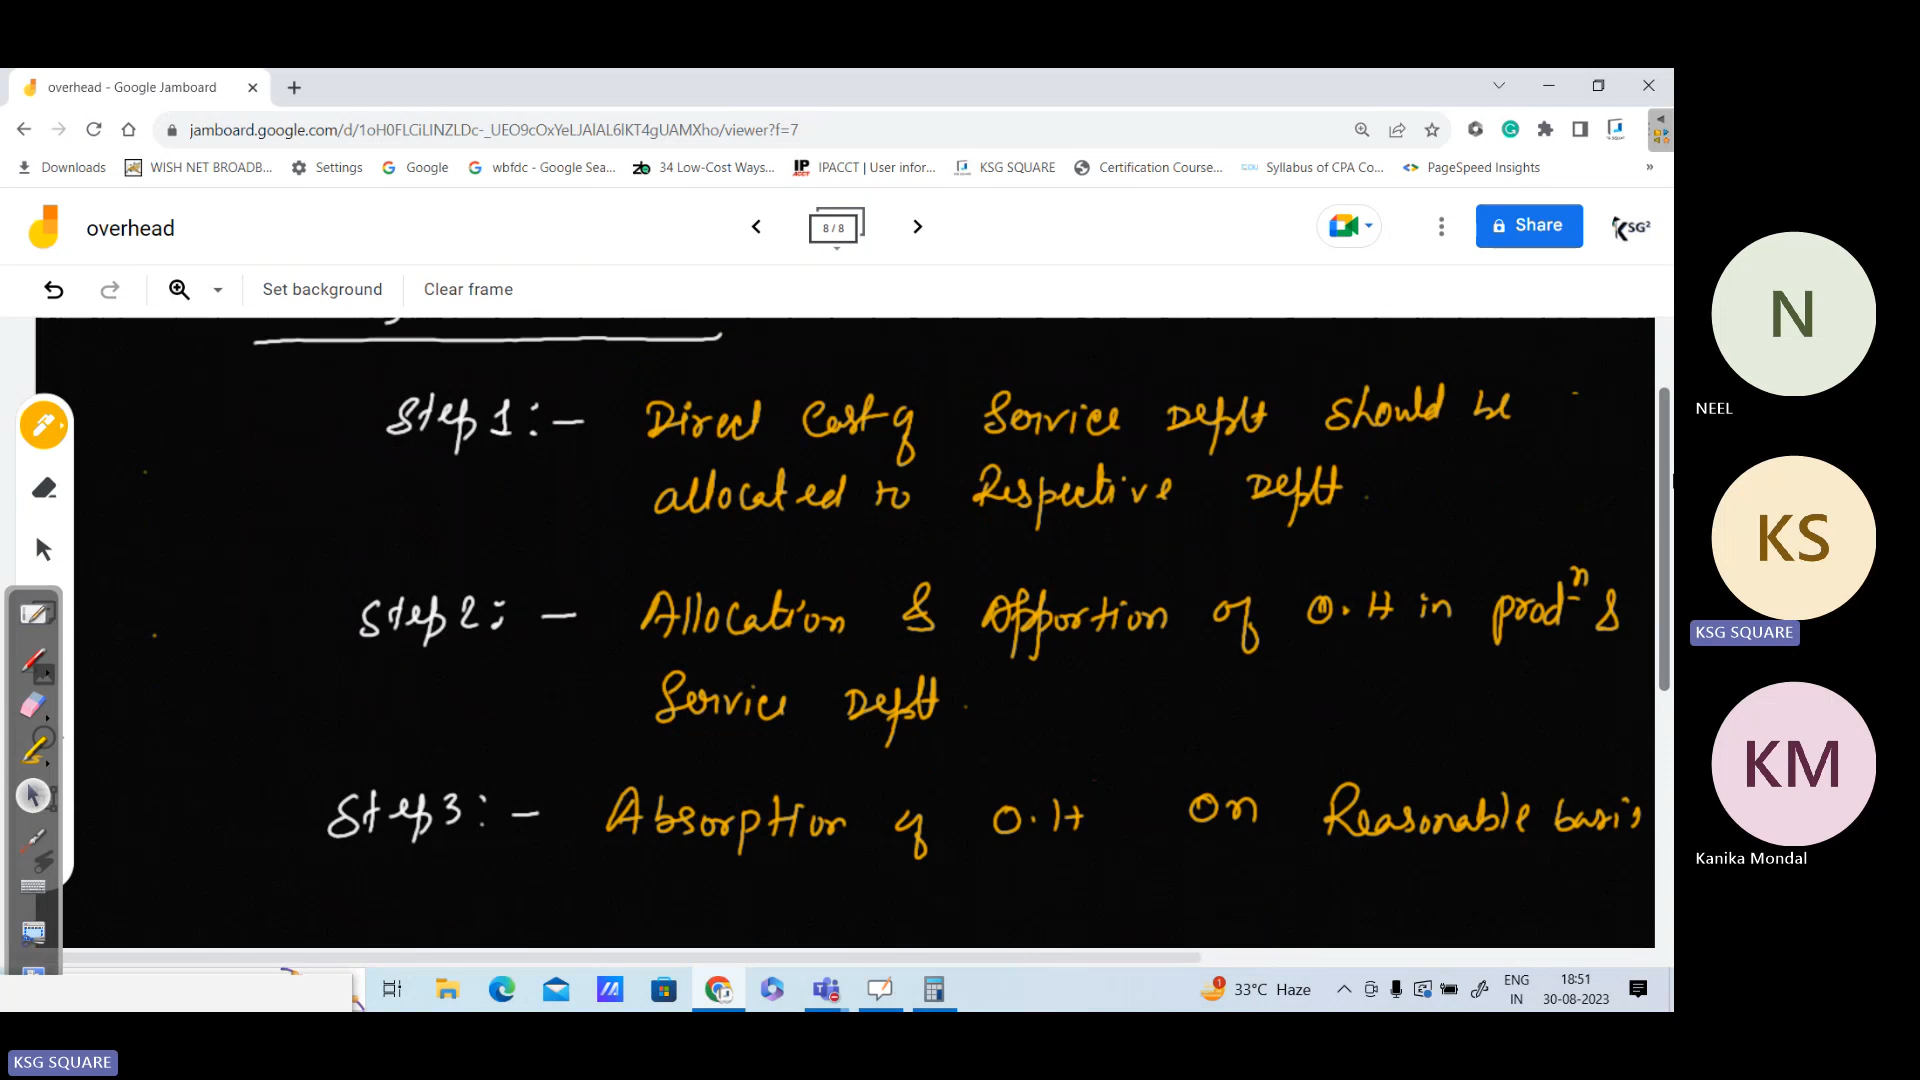 overhead - Google Jamboard
jamboard.google.com/d/1oH0FLCiLINZLDc-_UEO9cOxYeLJAlAL6lKT4gUAMXho/viewer?f=7
Downloads WISH NET BROADB... Settings Google wbfdc - Google Sea... 34 Low-Cost Ways... IPACCT | User infor... KSG SQUARE Certification Course... Syllabus of CPA Co... PageSpeed Insights »
overhead 8/8 Share KSG²
Set background Clear frame
Step 1:- Direct Cost of Service Deptt Should be
allocated to Respective Deptt.
Step 2:- Allocation & Apportion of O.H in prodⁿ &
Service Deptt.
Step 3:- Absorption of O.H On Reasonable basis
N
NEEL
KS
KSG SQUARE
KM
Kanika Mondal
1 33°C Haze ENG IN 18:51 30-08-2023
KSG SQUARE